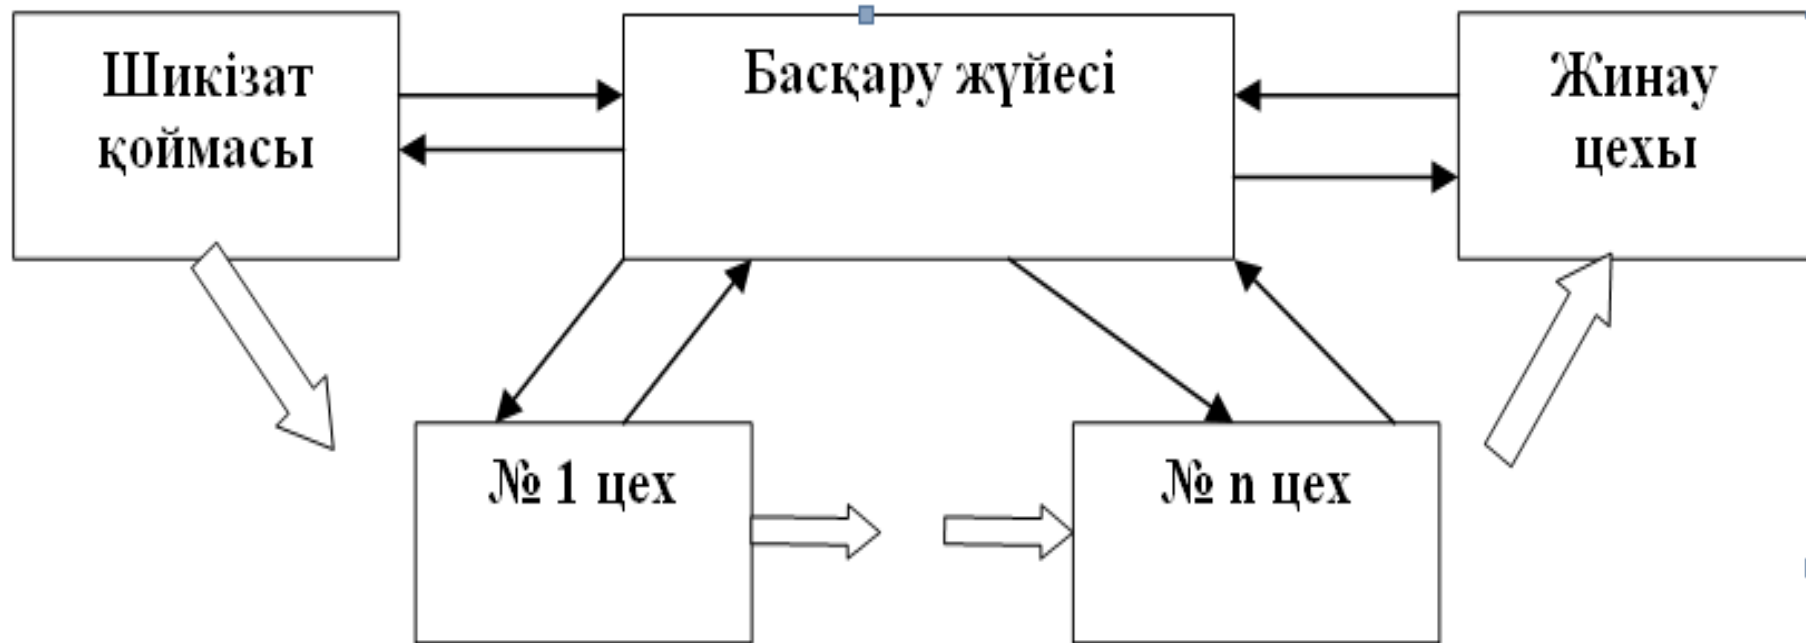 Шикізат
қоймасы
Басқару жүйесі
Жинау
цехы
№ 1 цех
№ n цех